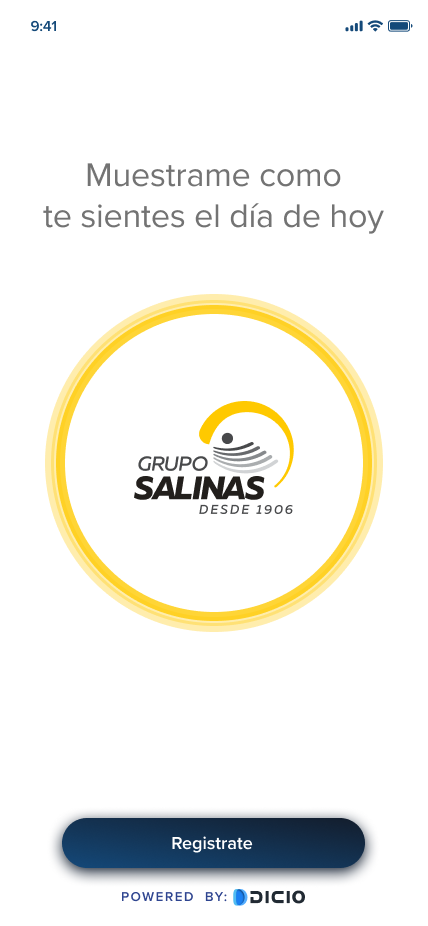 9:41
Muestrame como
te sientes el día de hoy
GRUPO
SALINAS
DESDE 1906
Registrate
POWERED BY: DICIO